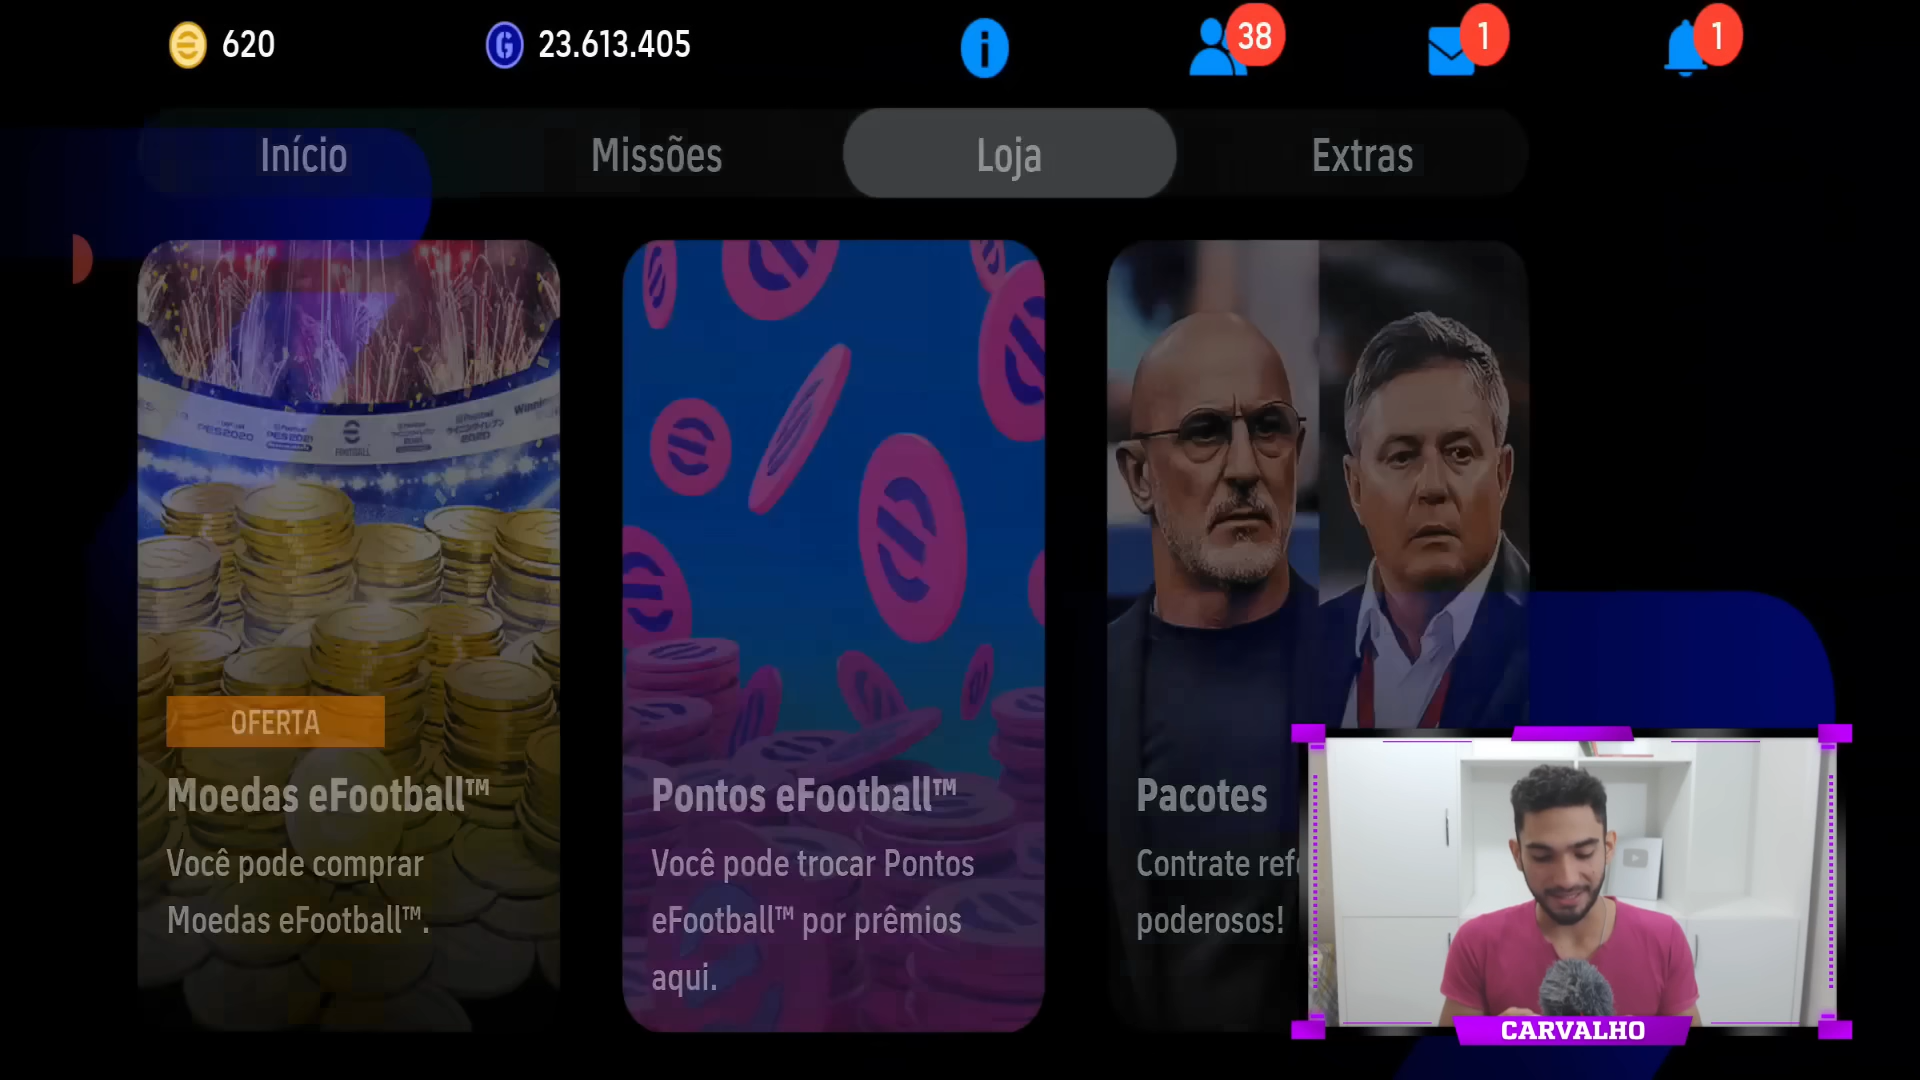 620
23.613.405
38
1
1
Início
Missões
Loja
Extras
OFERTA
Moedas eFootball™
Você pode comprar
Moedas eFootball™.
Pontos eFootball™
Você pode trocar Pontos
eFootball™ por prêmios
aqui.
Pacotes
Contrate
poderosos!
CARVALHO